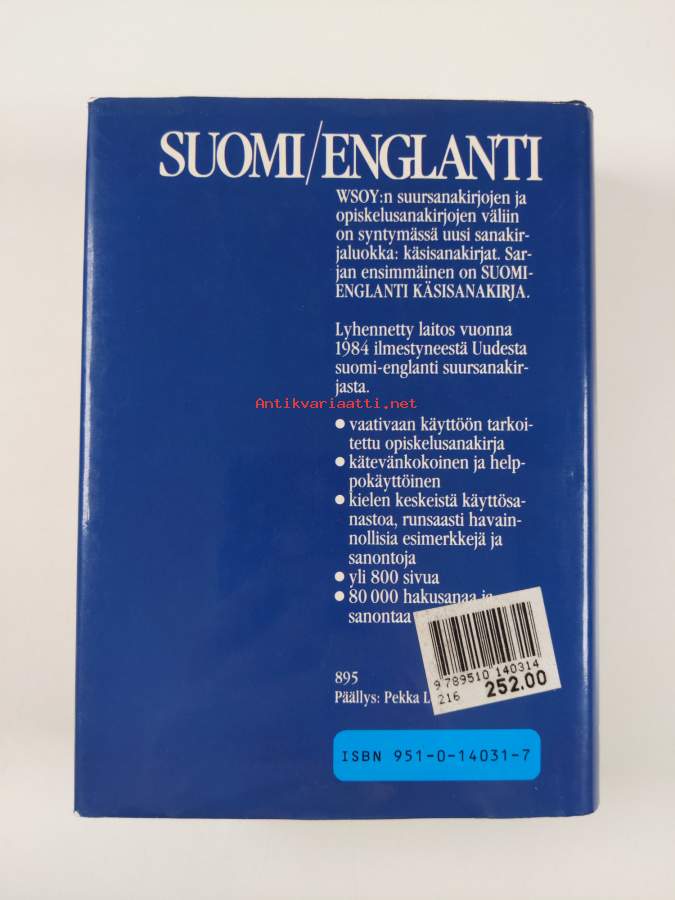 SUOMI/ENGLANTI
WSOY:n suursanakirjojen ja
opiskelusanakirjojen väliin
on syntymässä uusi sanakir-
jaluokka: käsisanakirjat. Sar-
jan ensimmäinen on SUOMI-
ENGLANTI KÄSISANAKIRJA.
Lyhennetty laitos vuonna
1984 ilmestyneestä Uudesta
suomi-englanti suursanakir-
jasta.
Antikvariaatti.net
• vaativaan käyttöön tarkoi-
tettu opiskelusanakirja
• kätevänkokoinen ja help-
pokäyttöinen
• kielen keskeistä käyttösa-
nastoa, runsaasti havain-
nollisia esimerkkejä ja
sanontoja
• yli 800 sivua
• 80 000 hakusanaa ja
sanontaa
9 789510 140314
216 252.00
895
Päällys: Pekka
ISBN 951-0-14031-7